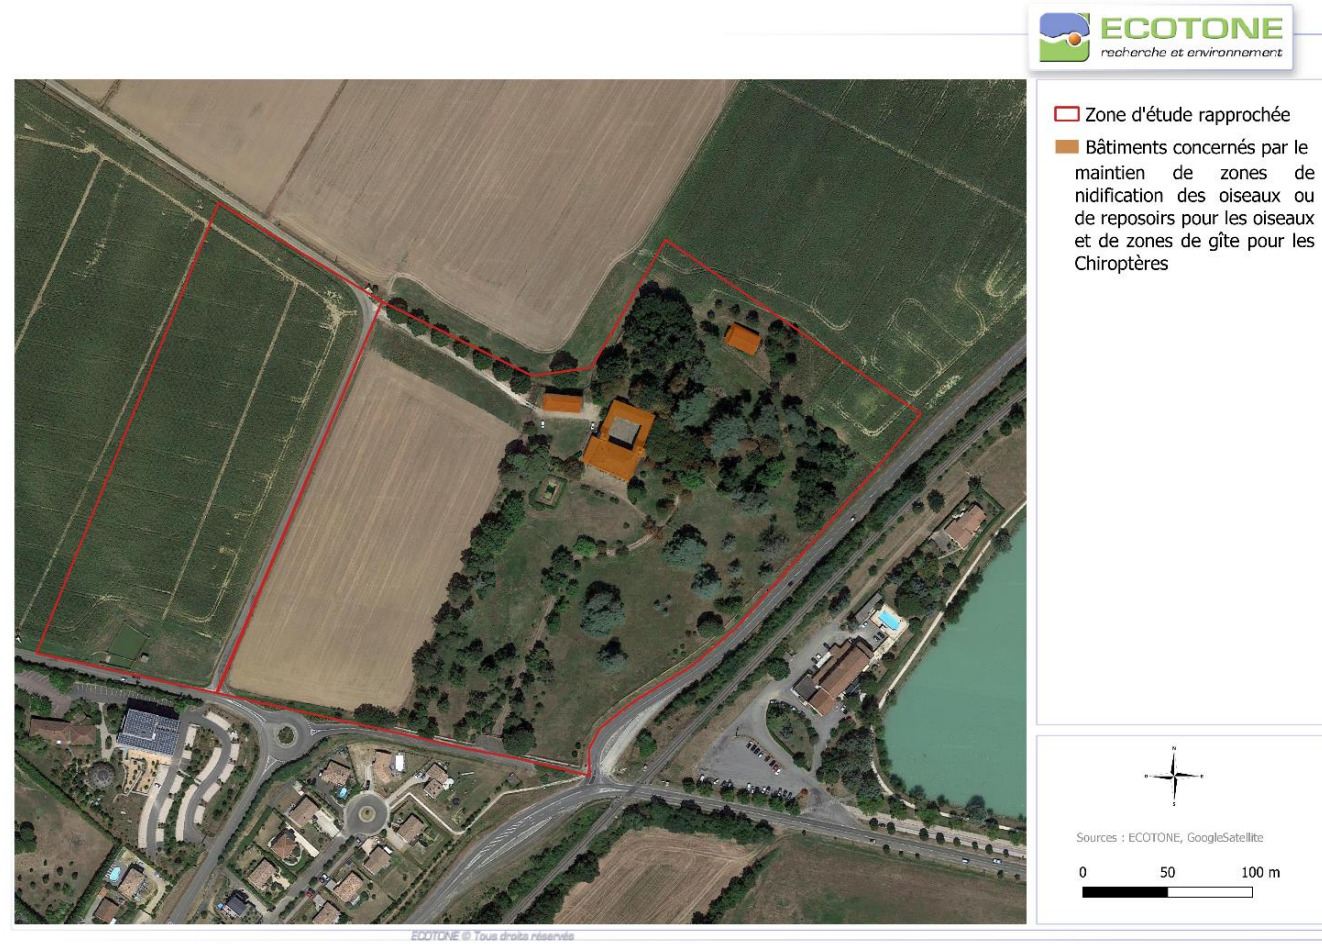 ECOTONE
recherche et environnement
Zone d'étude rapprochée
Bâtiments concernés par le
maintien de zones de
nidification des oiseaux ou
de reposoirs pour les oiseaux
et de zones de gîte pour les
Chiroptères
N
S
Sources : ECOTONE, GoogleSatellite
0 50 100 m
ECOTONE © Tous droits réservés